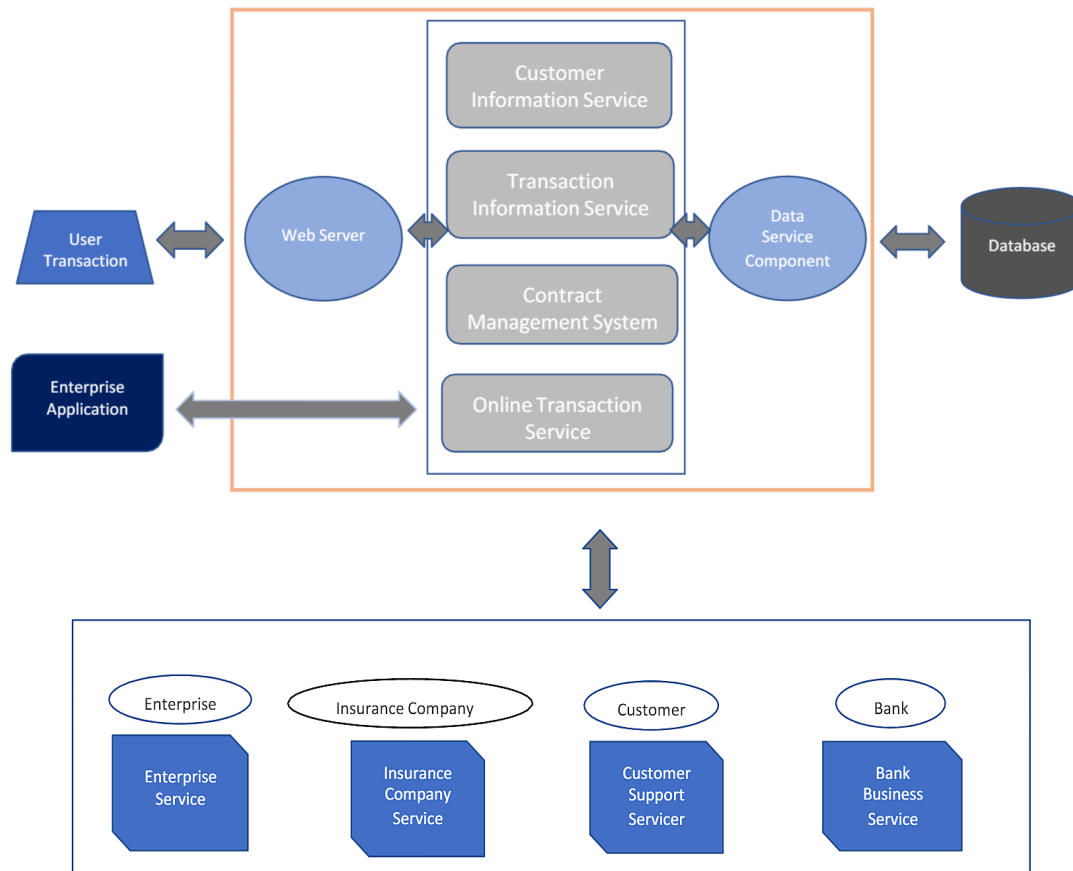 Customer
Information Service
Transaction
Information Service
User
Transaction
Web Server
Data
Service
Component
Database
Contract
Management System
Enterprise
Application
Online Transaction
Service
Enterprise
Insurance Company
Customer
Bank
Enterprise
Service
Insurance
Company
Service
Customer
Support
Servicer
Bank
Business
Service